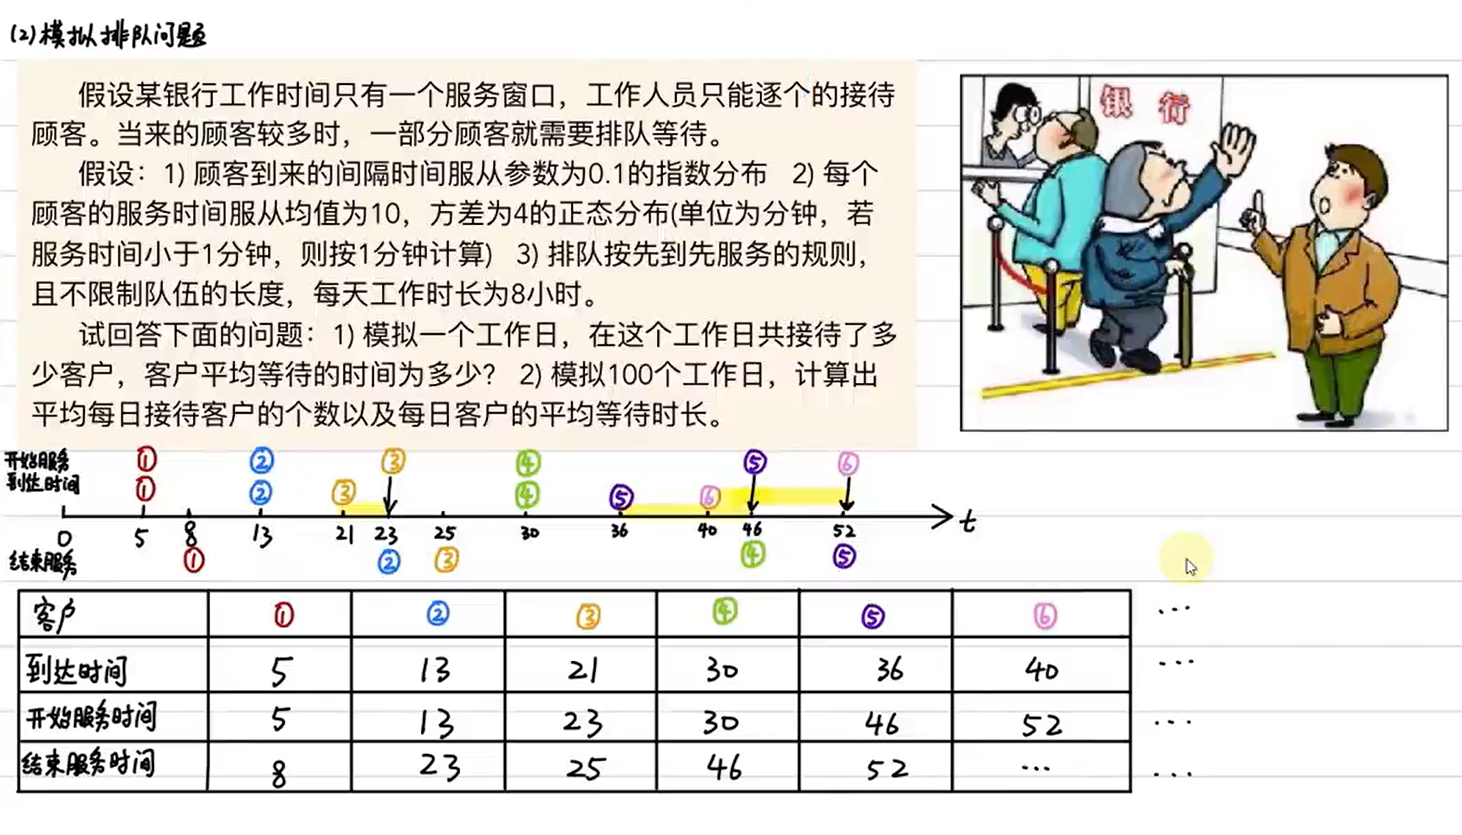 (2)模拟排队问题
假设某银行工作时间只有一个服务窗口，工作人员只能逐个的接待
顾客。当来的顾客较多时，一部分顾客就需要排队等待。
假设：1) 顾客到来的间隔时间服从参数为0.1的指数分布 2) 每个
顾客的服务时间服从均值为10，方差为4的正态分布(单位为分钟，若
服务时间小于1分钟，则按1分钟计算) 3) 排队按先到先服务的规则，
且不限制队伍的长度，每天工作时长为8小时。
试回答下面的问题：1) 模拟一个工作日，在这个工作日共接待了多
少客户，客户平均等待的时间为多少？ 2) 模拟100个工作日，计算出
平均每日接待客户的个数以及每日客户的平均等待时长。
银行
开始服务 ① ② ③ ④ ⑤ ⑥
到达时间 ① ② ③ ④ ⑤ ⑥
t
0 5 8 13 21 23 25 30 36 40 46 52
结束服务 ① ② ③ ④ ⑤
客户 ① ② ③ ④ ⑤ ⑥ ...
到达时间 5 13 21 30 36 40 ...
开始服务时间 5 13 23 30 46 52 ...
结束服务时间 8 23 25 46 52 ... ...